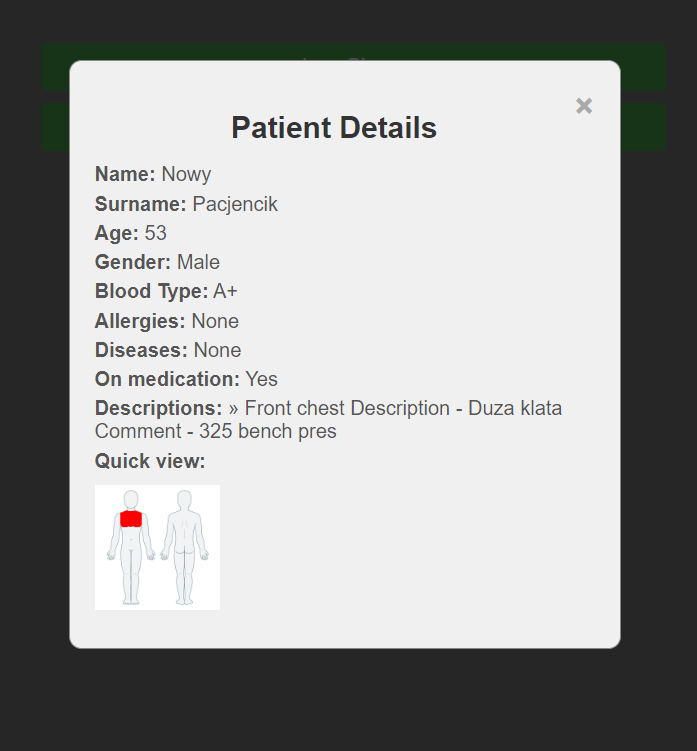 ×
Patient Details
Name: Nowy
Surname: Pacjencik
Age: 53
Gender: Male
Blood Type: A+
Allergies: None
Diseases: None
On medication: Yes
Descriptions: » Front chest Description - Duza klata
Comment - 325 bench pres
Quick view: